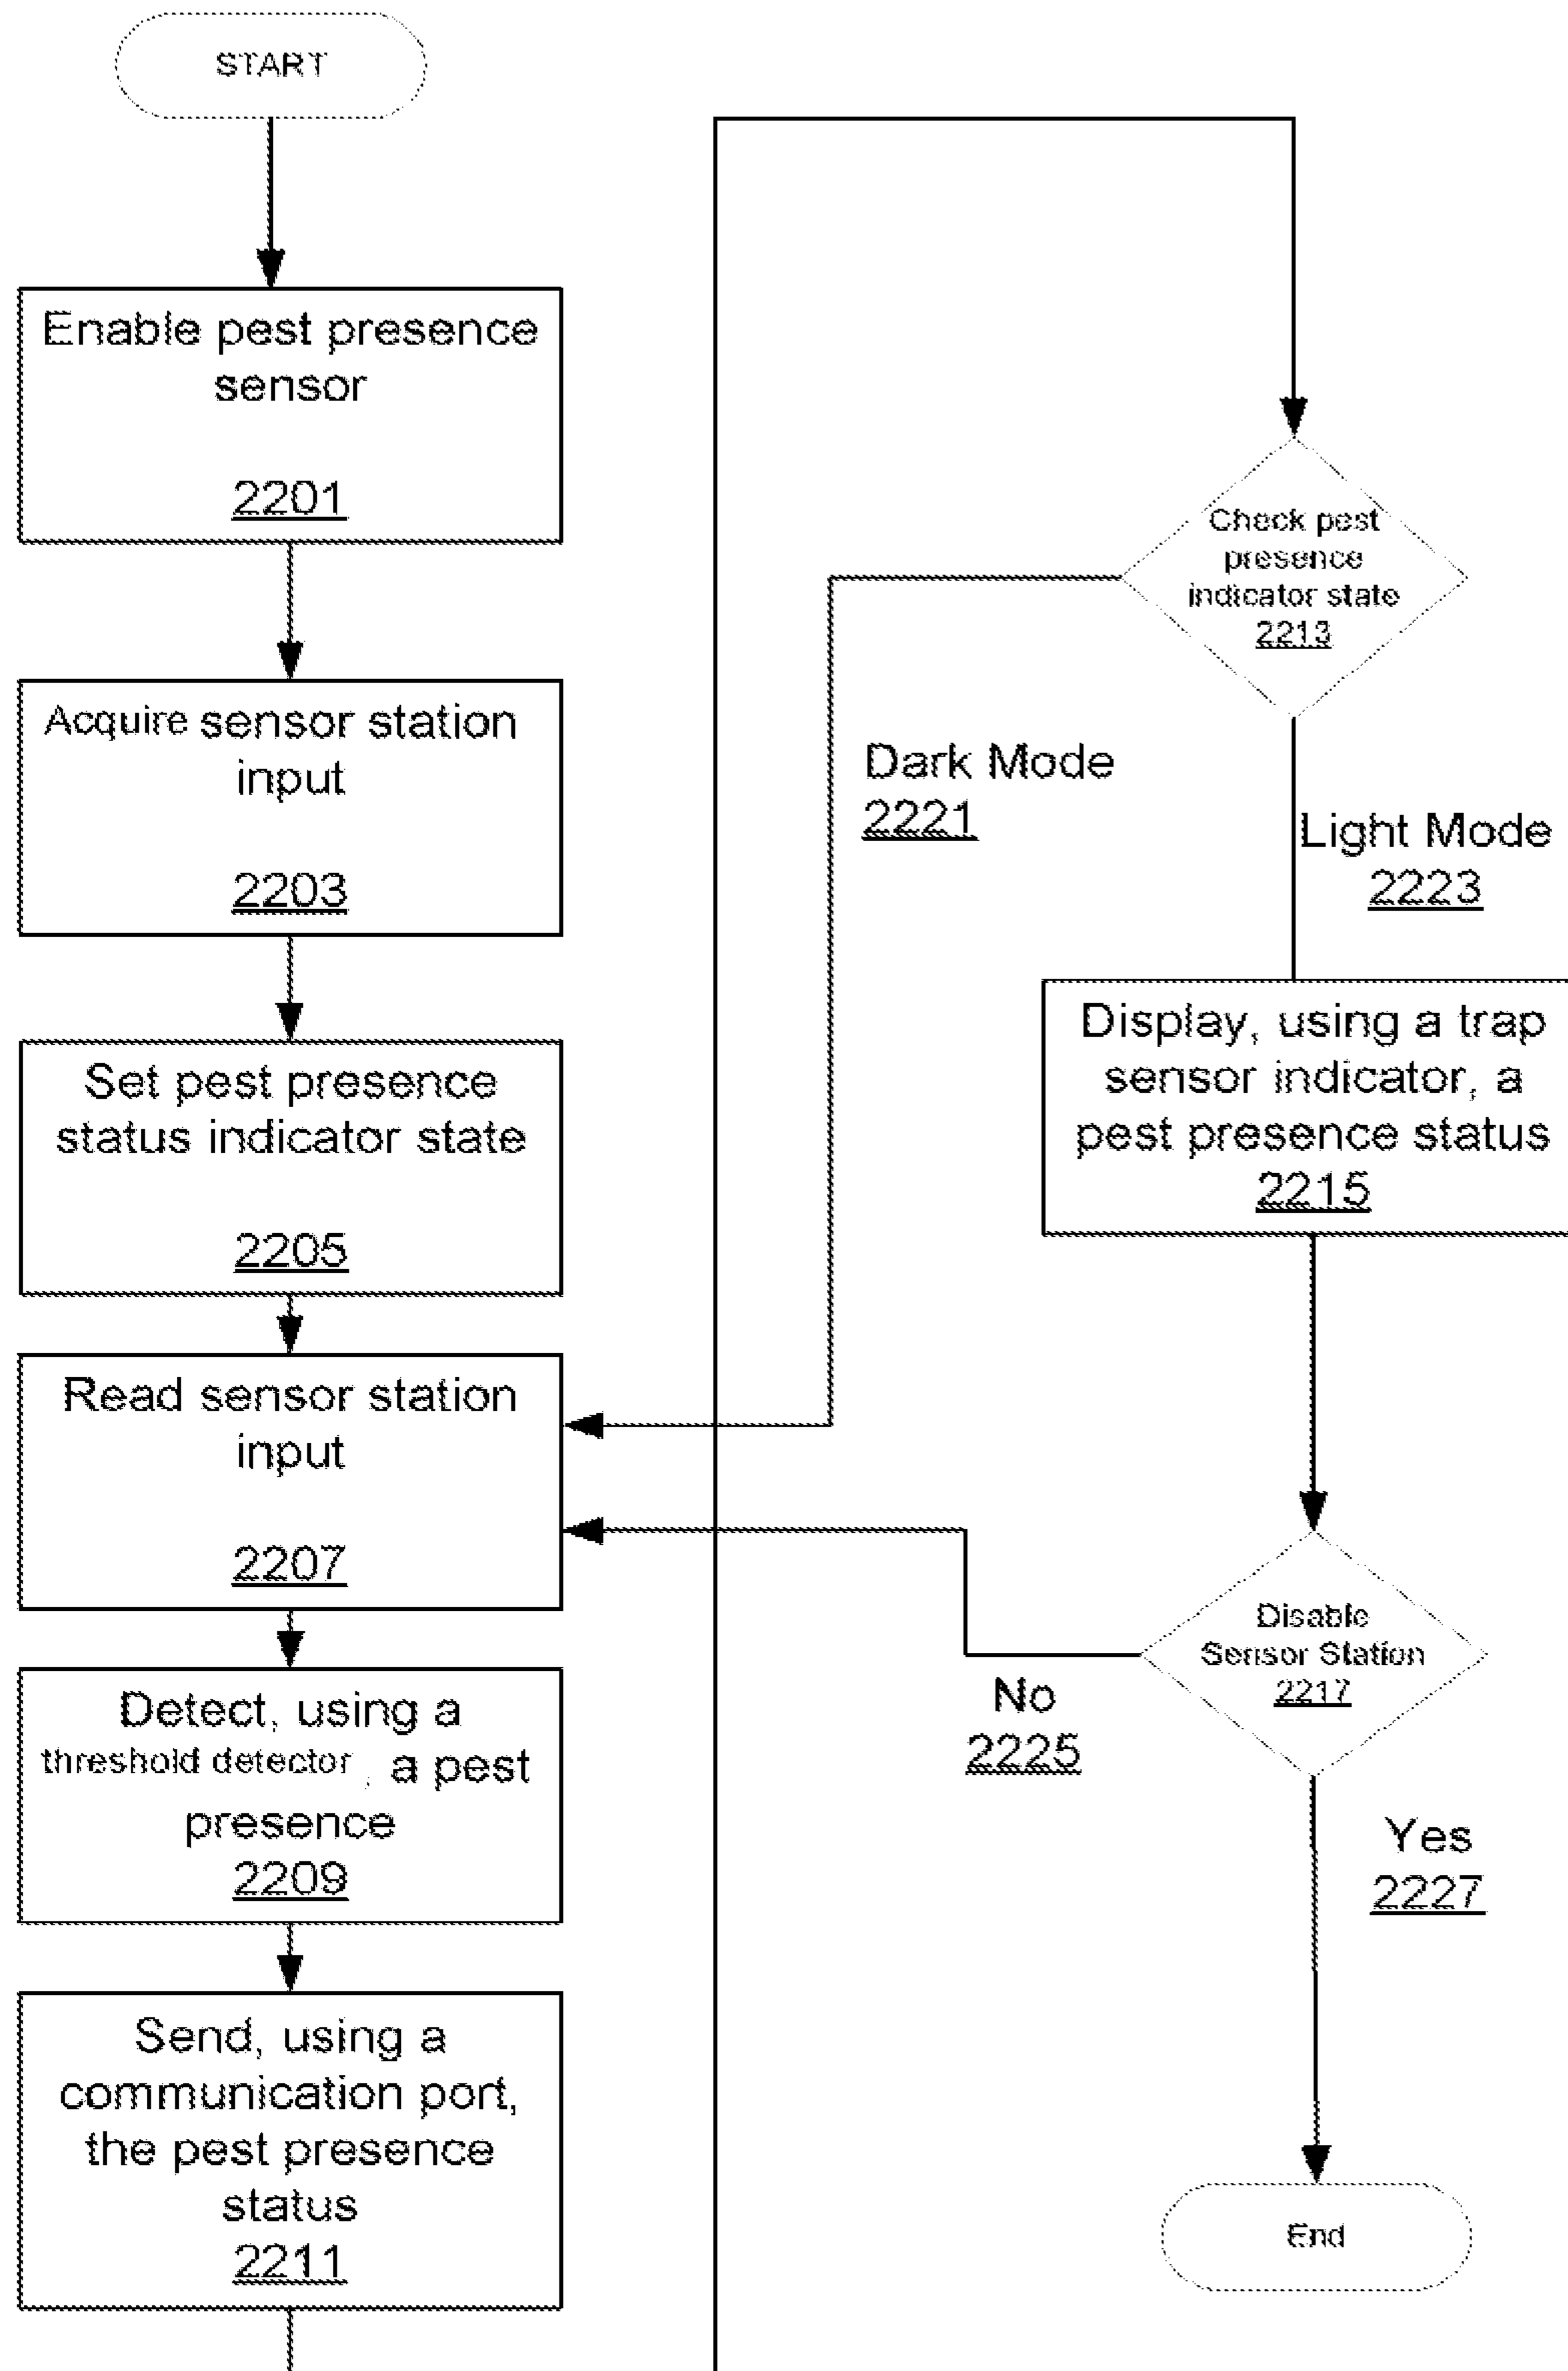 START
Enable pest presence
sensor
2201
Acquire sensor station
input
2203
Set pest presence
status indicator state
2205
Read sensor station
input
2207
Detect, using a
threshold detector, a pest
presence
2209
Send, using a
communication port,
the pest presence
status
2211
Check pest
presence
indicator state
2213
Dark Mode
2221
Light Mode
2223
Display, using a trap
sensor indicator, a
pest presence status
2215
Disable
Sensor Station
2217
No
2225
Yes
2227
End